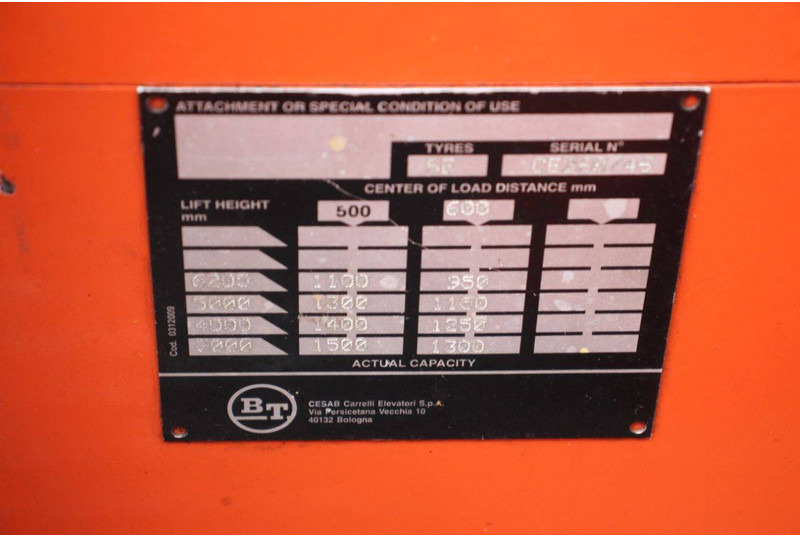 ATTACHMENT OR SPECIAL CONDITION OF USE
TYRES SERIAL N°
SE
CENTER OF LOAD DISTANCE mm
LIFT HEIGHT
mm
500 600
6205 1100 950
5000 1300
4000 1400 1250
1500 1300
ACTUAL CAPACITY
Cod. 0312009
BT
CESAB Carrelli Elevatori S.p.A.
Via Persicetana Vecchia 10
40132 Bologna